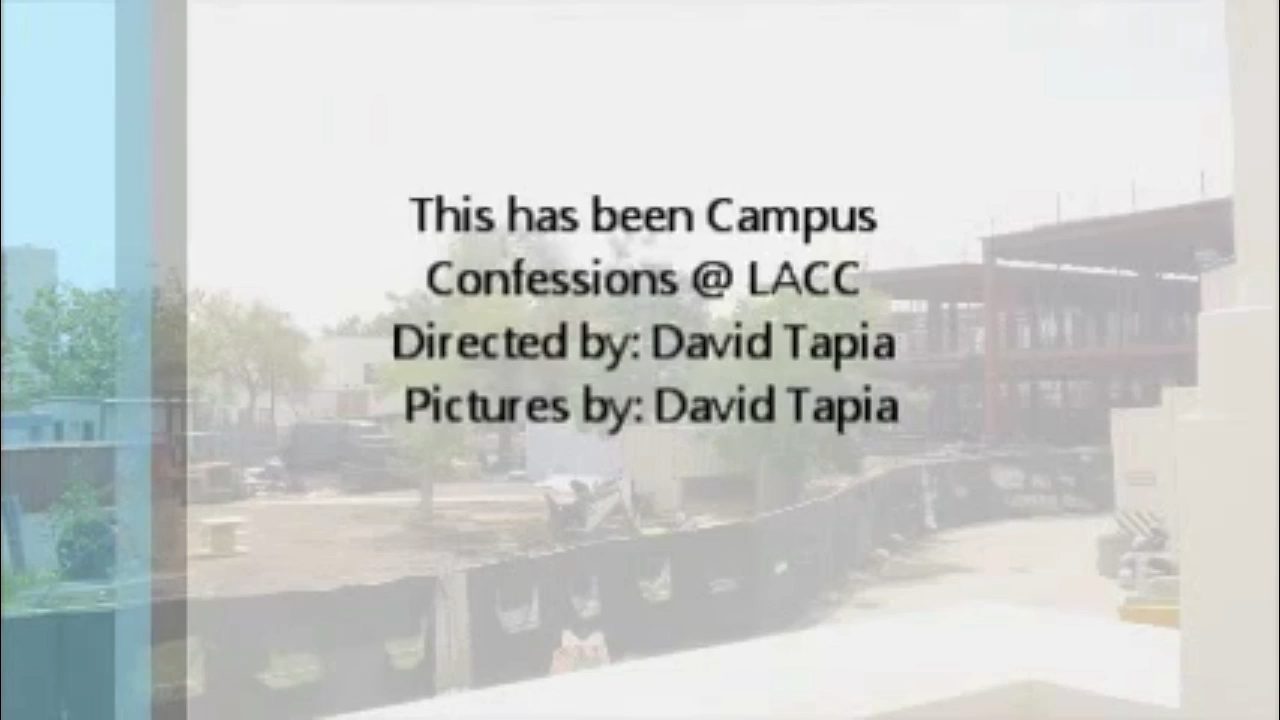 This has been Campus
Confessions @ LACC
Directed by: David Tapia
Pictures by: David Tapia